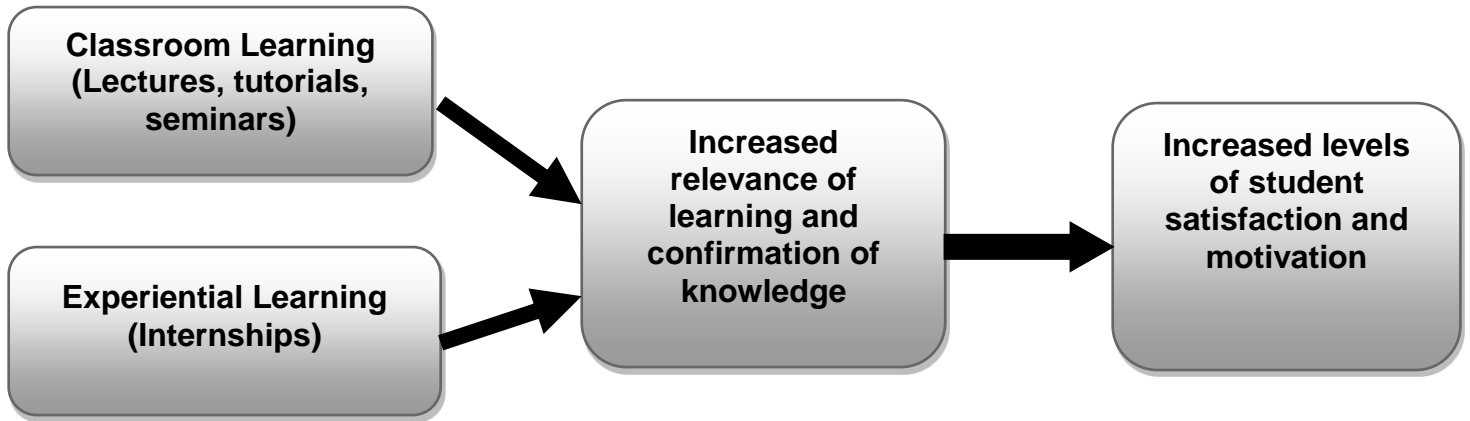 Classroom Learning
(Lectures, tutorials,
seminars)
Experiential Learning
(Internships)
Increased
relevance of
learning and
confirmation of
knowledge
Increased levels
of student
satisfaction and
motivation